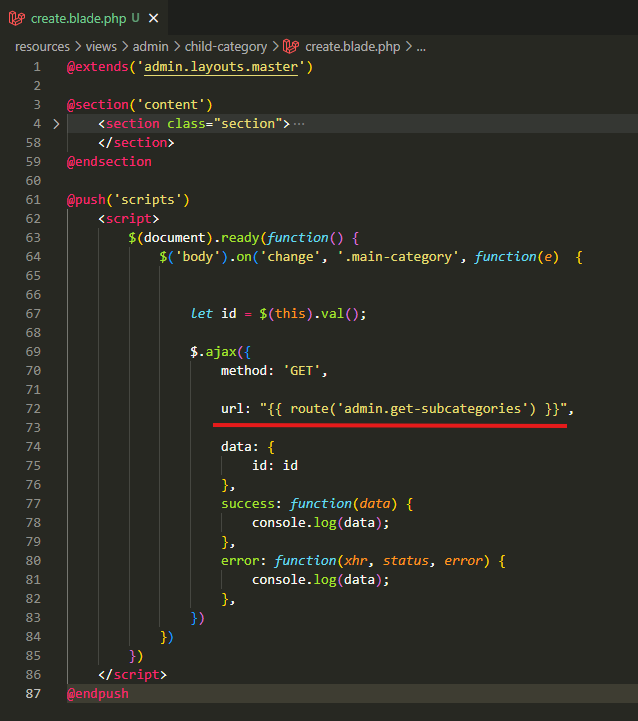 create.blade.php U ×
resources > views > admin > child-category > create.blade.php > ...
1 @extends('admin.layouts.master')
2
3 @section('content')
4 > <section class="section">⋯
58 </section>
59 @endsection
60
61 @push('scripts')
62 <script>
63 $(document).ready(function() {
64 $('body').on('change', '.main-category', function(e)  {
65
66
67 let id = $(this).val();
68
69 $.ajax({
70 method: 'GET',
71
72 url: "{{ route('admin.get-subcategories') }}",
73
74 data: {
75 id: id
76 },
77 success: function(data) {
78 console.log(data);
79 },
80 error: function(xhr, status, error) {
81 console.log(data);
82 },
83 })
84 })
85 })
86 </script>
87 @endpush